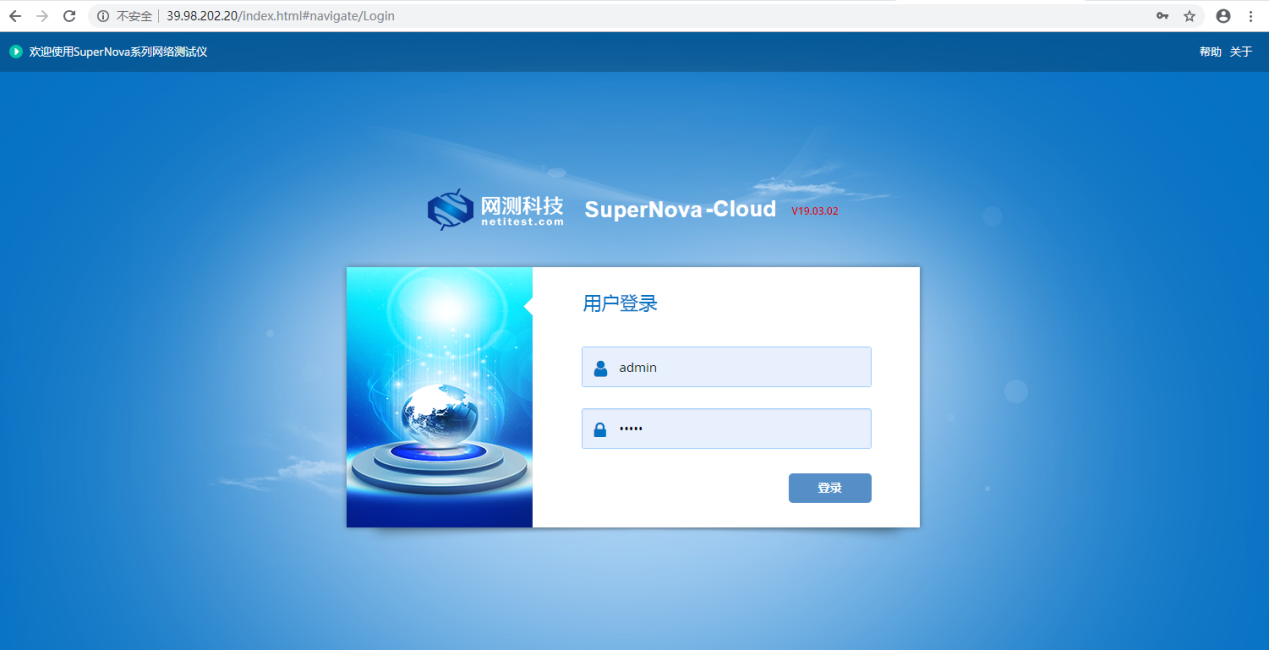 不安全 39.98.202.20/index.html#navigate/Login
欢迎使用SuperNova系列网络测试仪 帮助 关于
网测科技 SuperNova-Cloud V19.03.02
netitest.com
用户登录
admin
•••••
登录